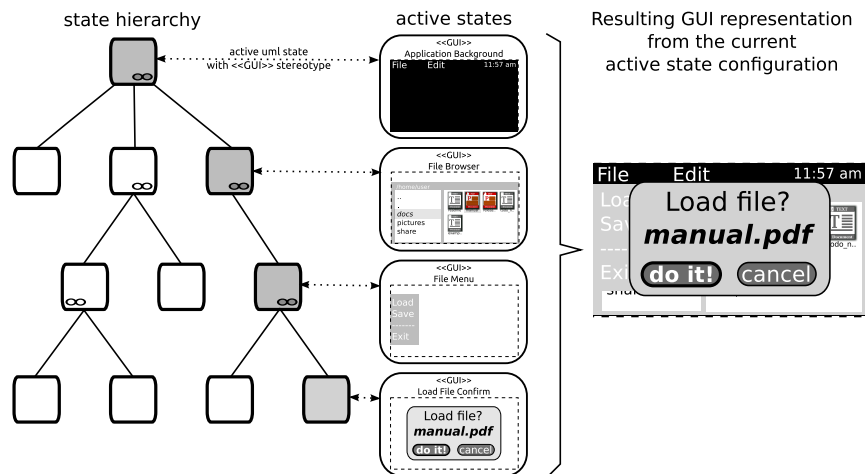 state hierarchy
active states
Resulting GUI representation
from the current
active state configuration
active uml state
with <<GUI>> stereotype
<<GUI>>
Application Background
File Edit 11:57 am
<<GUI>>
File Browser
/home/user
..
.
docs
pictures
share
<<GUI>>
File Menu
Load
Save
-------
Exit
<<GUI>>
Load File Confirm
Load file?
manual.pdf
do it! cancel
File Edit 11:57 am
Load file?
manual.pdf
do it! cancel